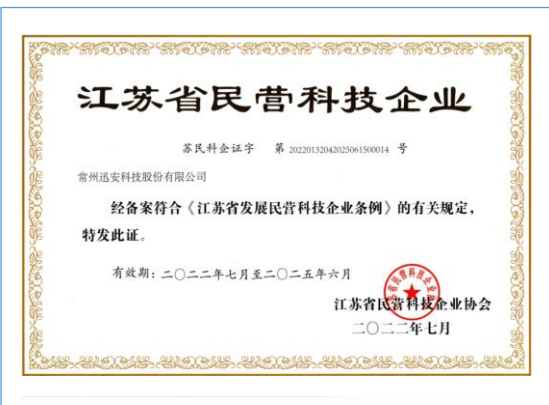 江苏省民营科技企业
苏民科企证字 第 20220132042025061500014 号
常州迅安科技股份有限公司
经备案符合《江苏省发展民营科技企业条例》的有关规定，
特发此证。
有效期：二〇二二年七月至二〇二五年六月
江苏省民营科技企业协会
二〇二二年七月